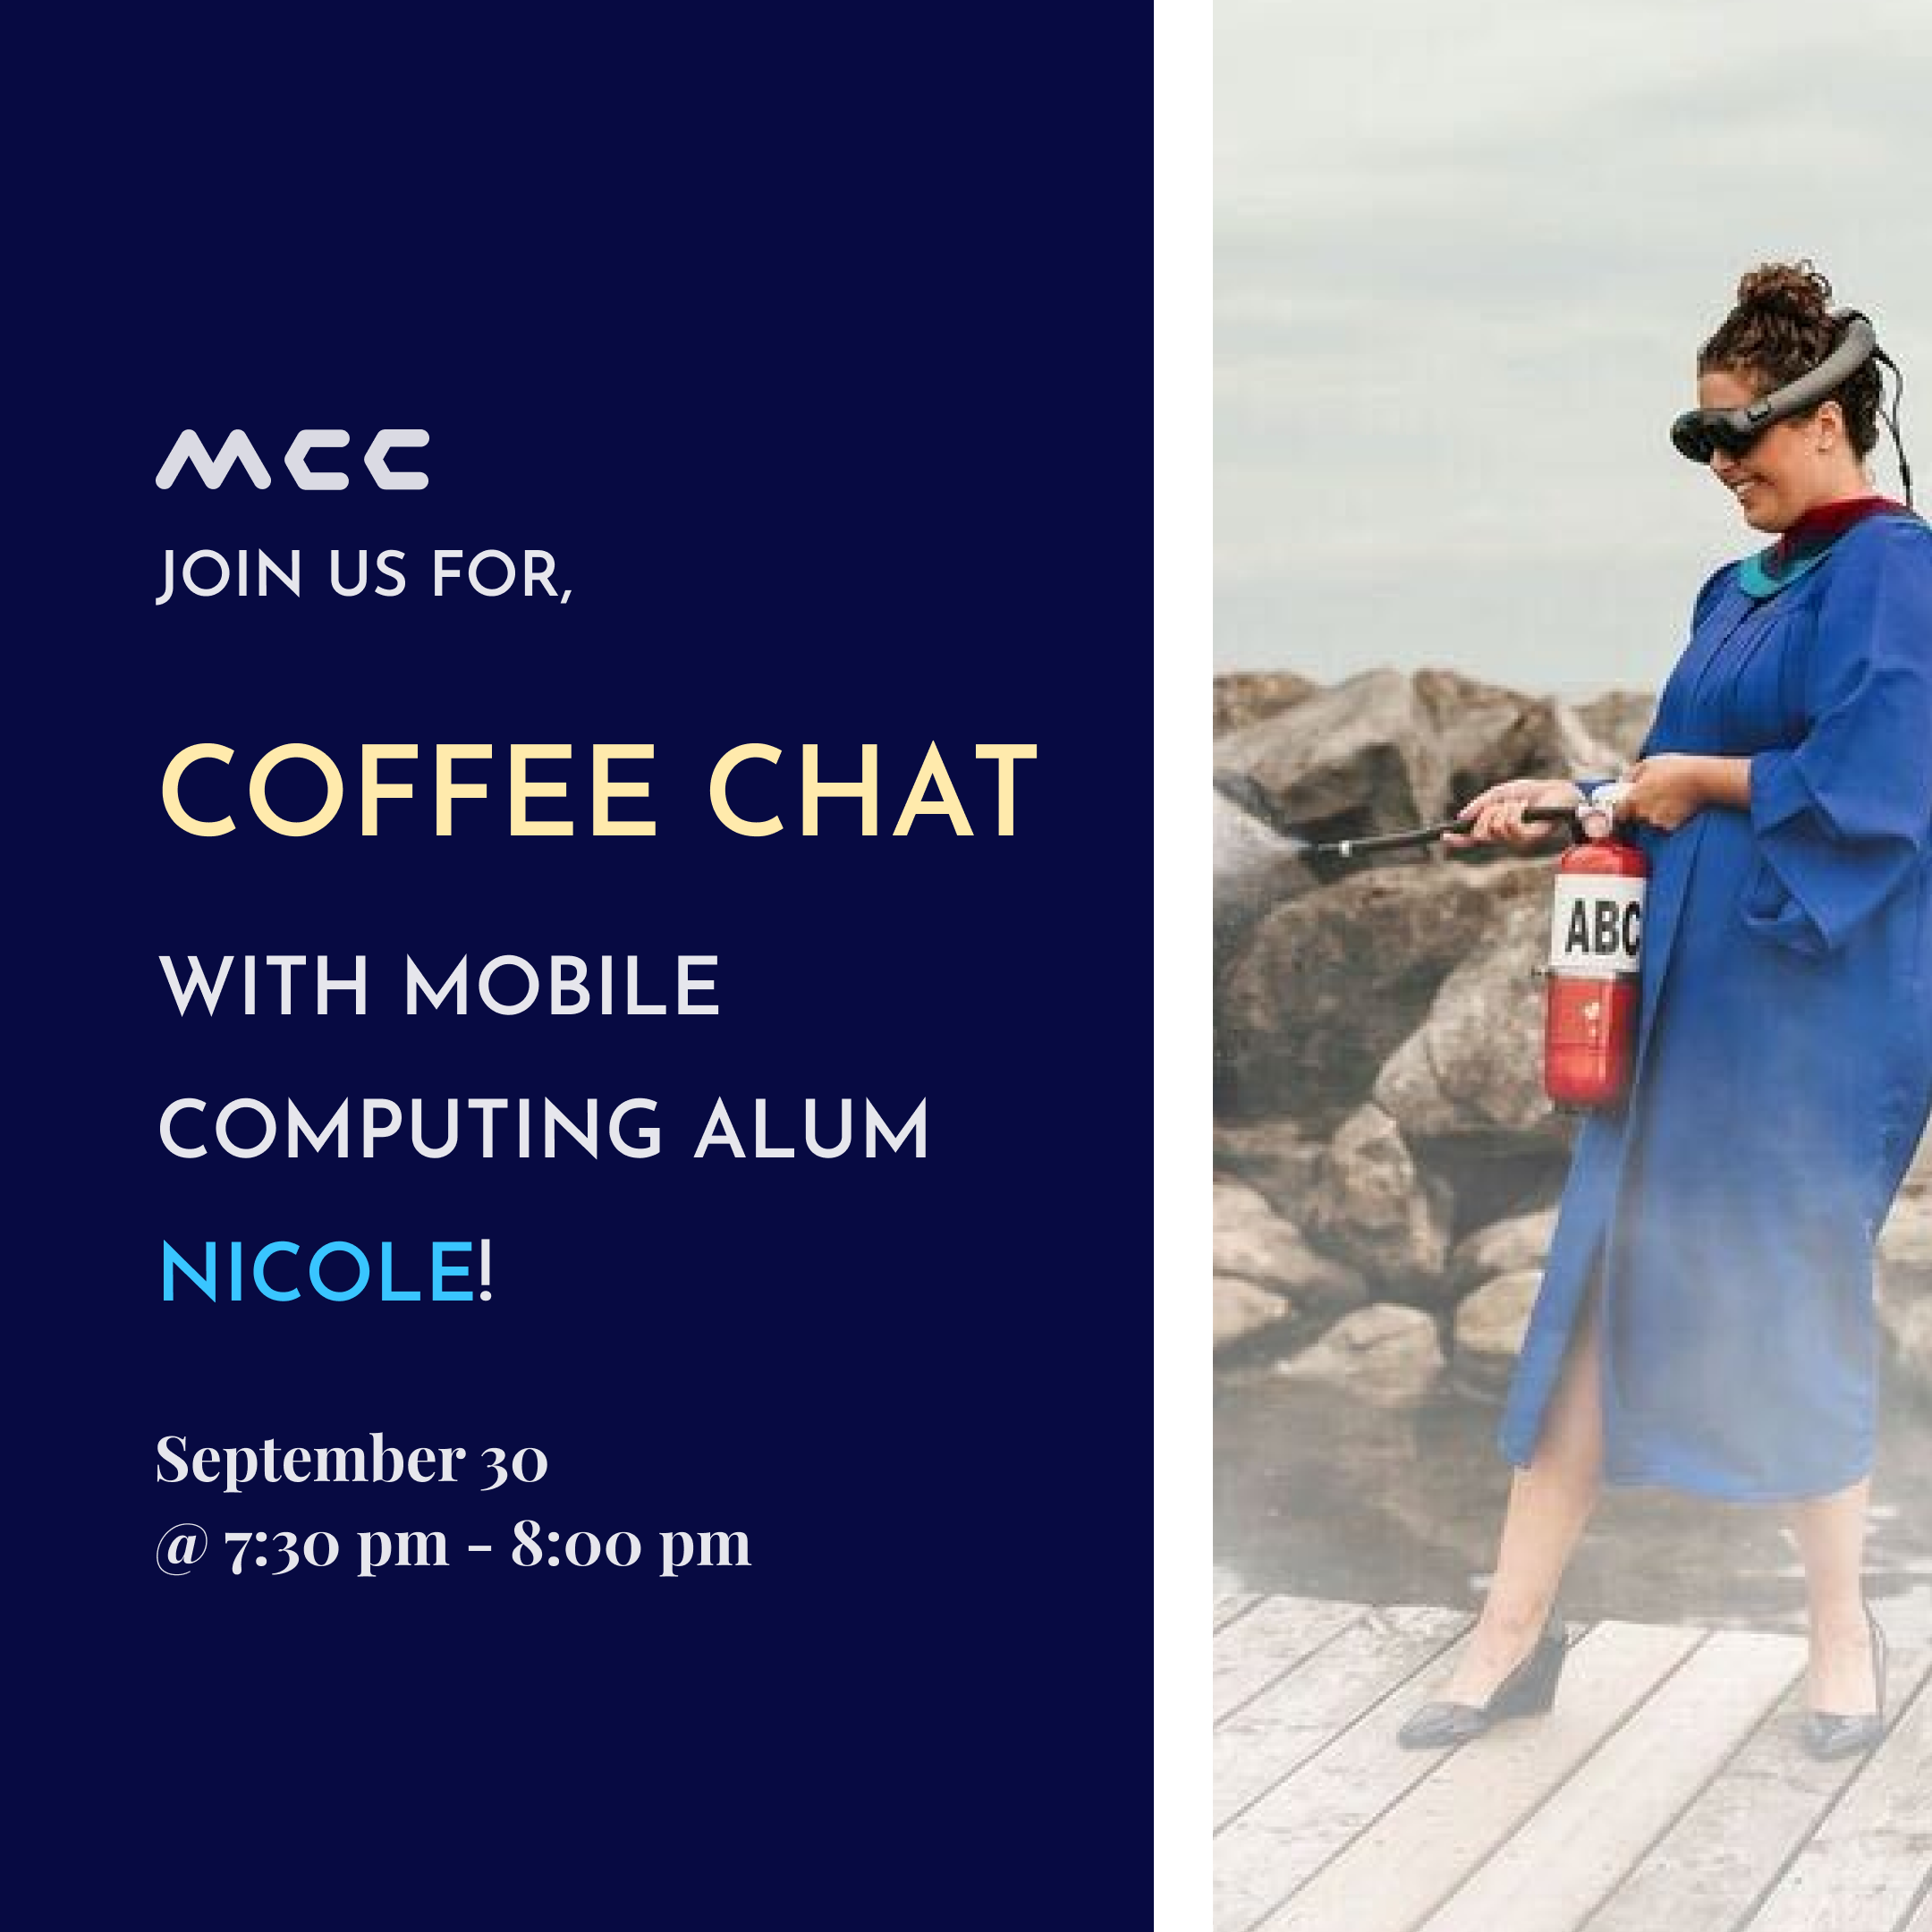 MCC
JOIN US FOR,
COFFEE CHAT
WITH MOBILE
COMPUTING ALUM
NICOLE!
September 30
@ 7:30 pm - 8:00 pm
ABC